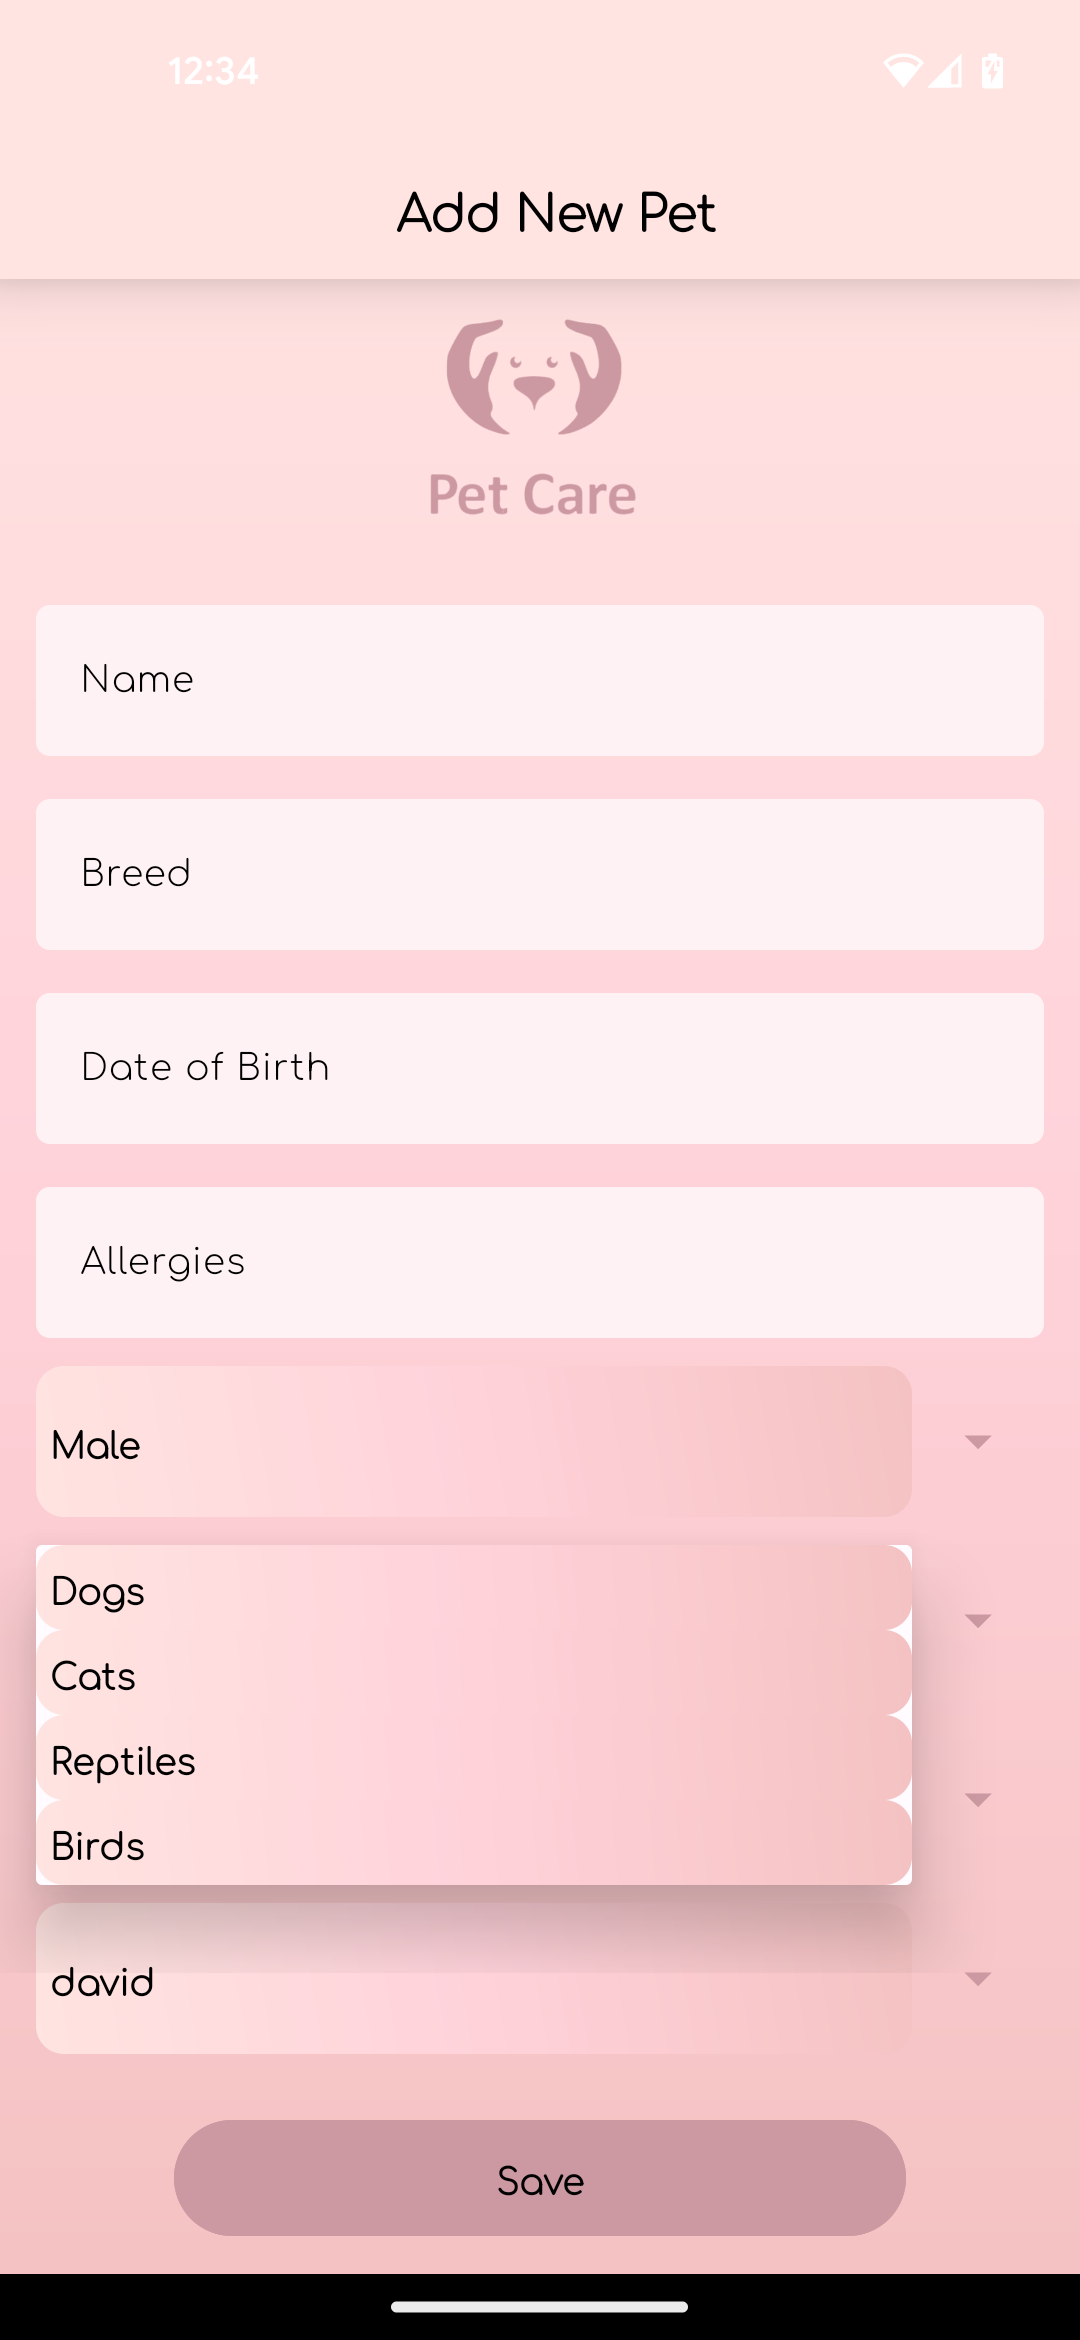 12:34
Add New Pet
Pet Care
Name
Breed
Date of Birth
Allergies
Male
Dogs
Cats
Reptiles
Birds
david
Save